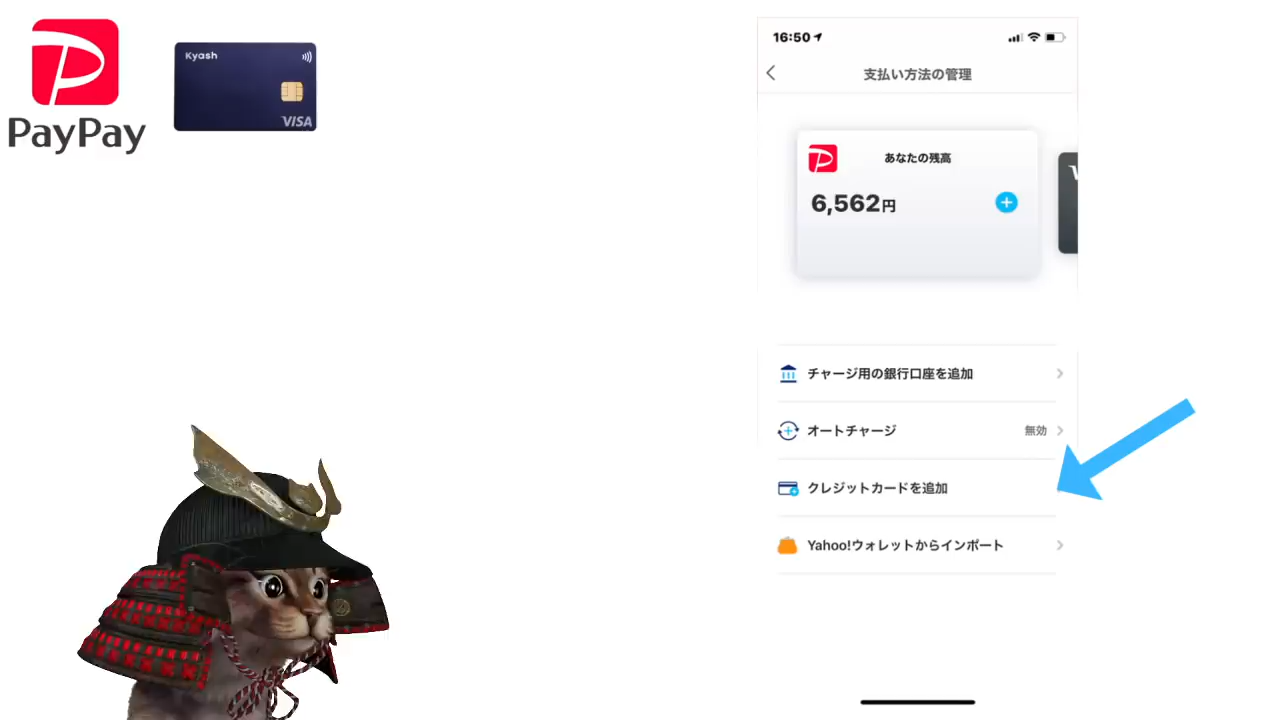 PayPay
Kyash
VISA
16:50
支払い方法の管理
あなたの残高
6,562円
チャージ用の銀行口座を追加
オートチャージ
無効
クレジットカードを追加
Yahoo!ウォレットからインポート